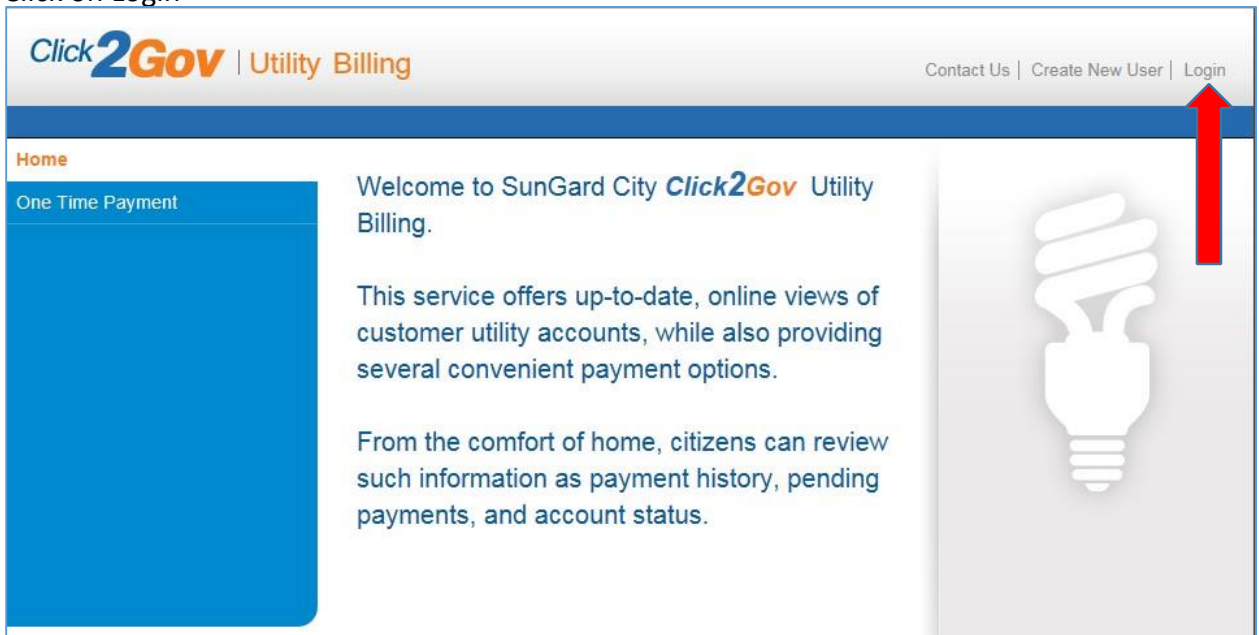 Click on Login
Click2Gov | Utility Billing
Contact Us | Create New User | Login
Home
One Time Payment
Welcome to SunGard City Click2Gov Utility
Billing.
This service offers up-to-date, online views of
customer utility accounts, while also providing
several convenient payment options.
From the comfort of home, citizens can review
such information as payment history, pending
payments, and account status.